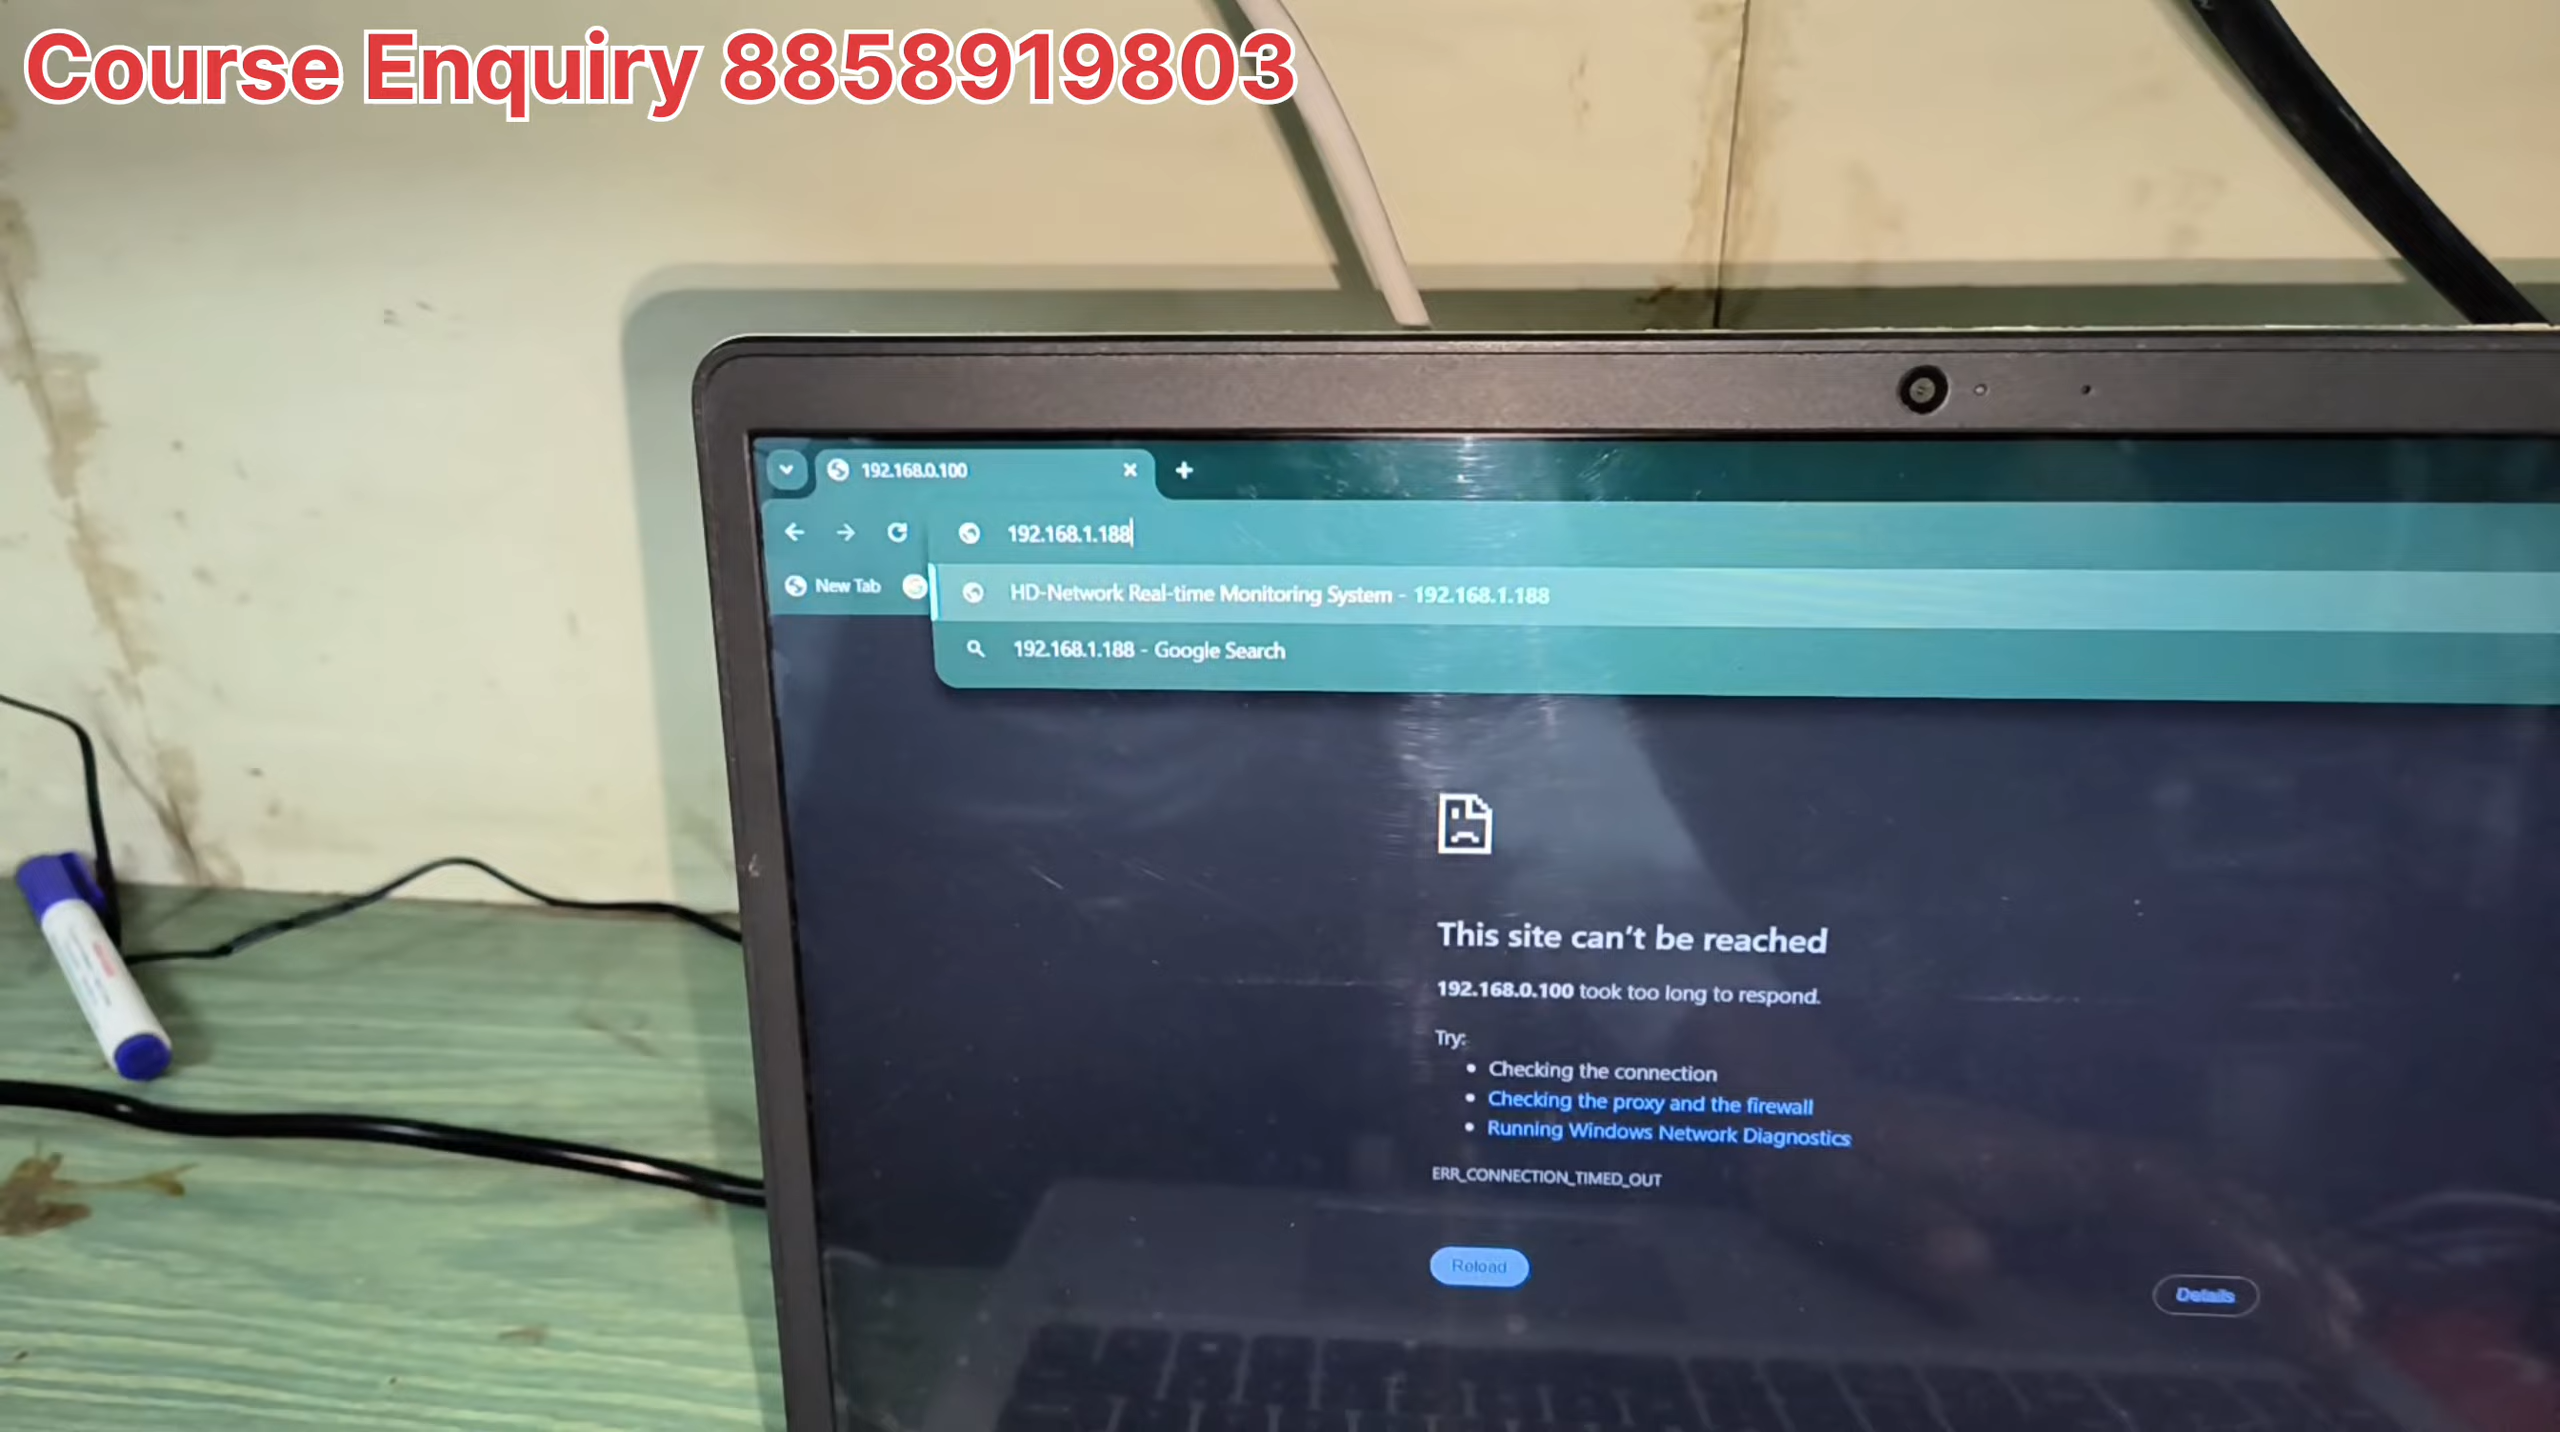 Course Enquiry 8858919803
192.168.0.100
192.168.1.188
New Tab
HD-Network Real-time Monitoring System - 192.168.1.188
192.168.1.188 - Google Search
This site can't be reached
192.168.0.100 took too long to respond.
Try:
• Checking the connection
• Checking the proxy and the firewall
• Running Windows Network Diagnostics
ERR_CONNECTION_TIMED_OUT
Reload
Details